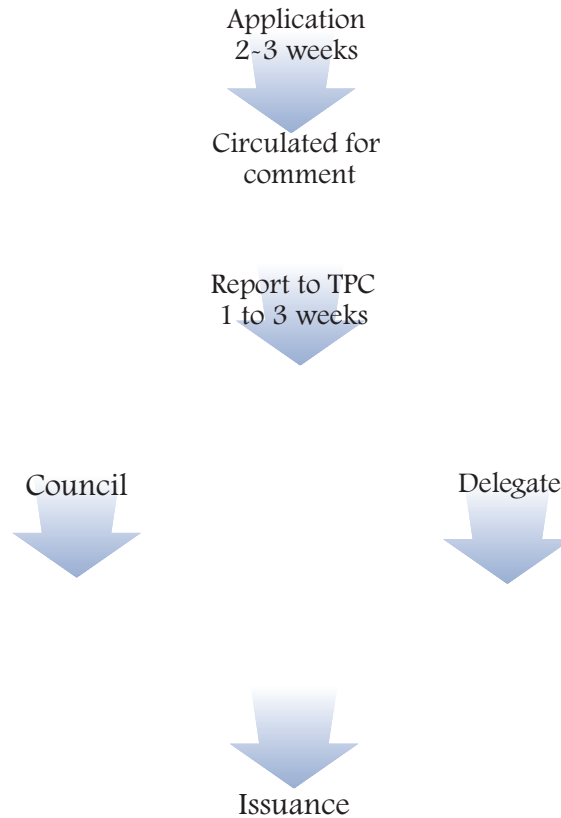 Application
2-3 weeks
Circulated for
comment
Report to TPC
1 to 3 weeks
Council
Delegate
Issuance